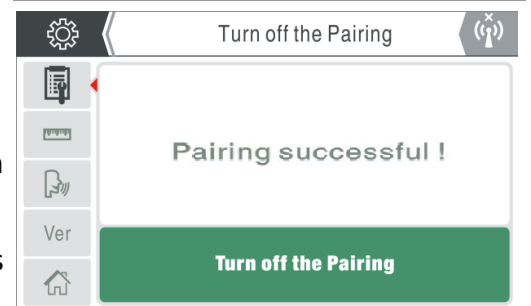 Turn off the Pairing
Pairing successful !
Ver
Turn off the Pairing